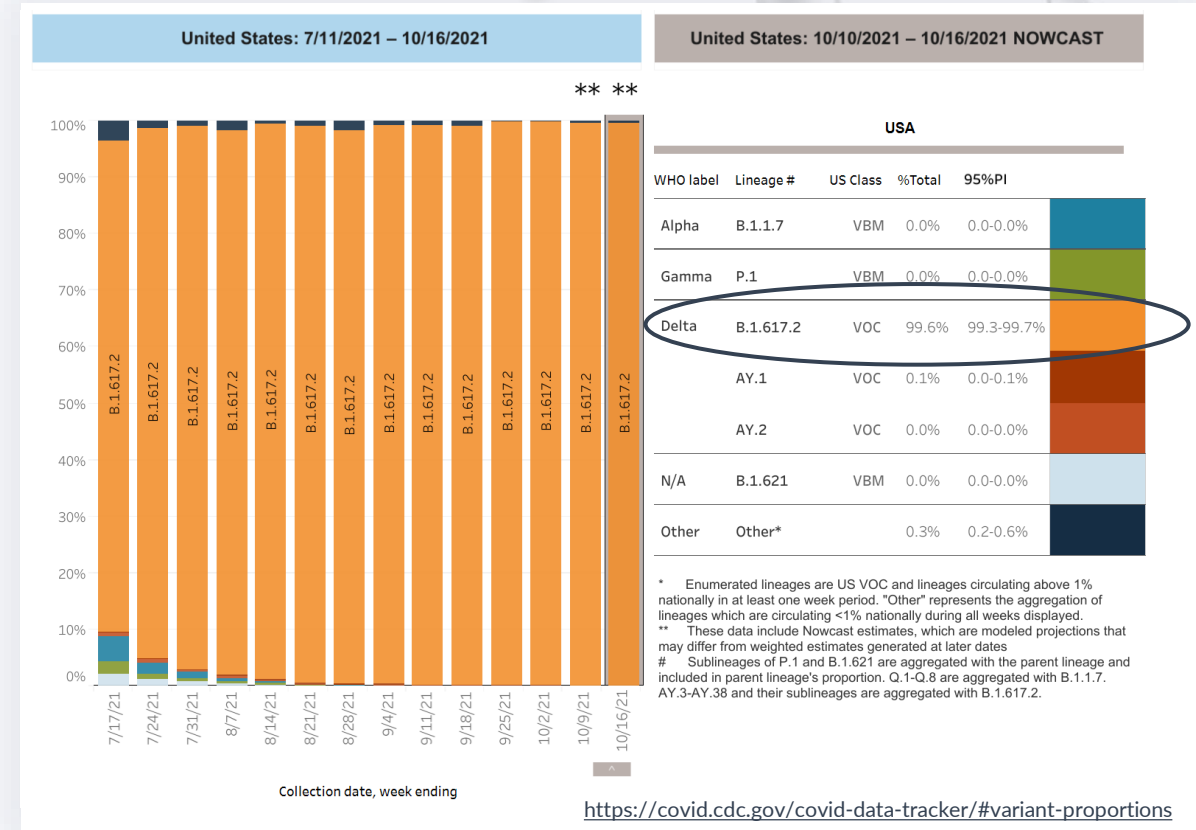 United States: 7/11/2021 – 10/16/2021
** **
100%
90%
80%
70%
60%
50%
40%
30%
20%
10%
0%
B.1.617.2
B.1.617.2
B.1.617.2
B.1.617.2
B.1.617.2
B.1.617.2
B.1.617.2
B.1.617.2
B.1.617.2
B.1.617.2
B.1.617.2
B.1.617.2
B.1.617.2
B.1.617.2
7/17/21
7/24/21
7/31/21
8/7/21
8/14/21
8/21/21
8/28/21
9/4/21
9/11/21
9/18/21
9/25/21
10/2/21
10/9/21
10/16/21
Collection date, week ending
United States: 10/10/2021 – 10/16/2021 NOWCAST
USA
WHO label Lineage # US Class %Total 95%PI
Alpha B.1.1.7 VBM 0.0% 0.0-0.0%
Gamma P.1 VBM 0.0% 0.0-0.0%
Delta B.1.617.2 VOC 99.6% 99.3-99.7%
AY.1 VOC 0.1% 0.0-0.1%
AY.2 VOC 0.0% 0.0-0.0%
N/A B.1.621 VBM 0.0% 0.0-0.0%
Other Other* 0.3% 0.2-0.6%
* Enumerated lineages are US VOC and lineages circulating above 1%
nationally in at least one week period. "Other" represents the aggregation of
lineages which are circulating <1% nationally during all weeks displayed.
** These data include Nowcast estimates, which are modeled projections that
may differ from weighted estimates generated at later dates
# Sublineages of P.1 and B.1.621 are aggregated with the parent lineage and
included in parent lineage's proportion. Q.1-Q.8 are aggregated with B.1.1.7.
AY.3-AY.38 and their sublineages are aggregated with B.1.617.2.
https://covid.cdc.gov/covid-data-tracker/#variant-proportions